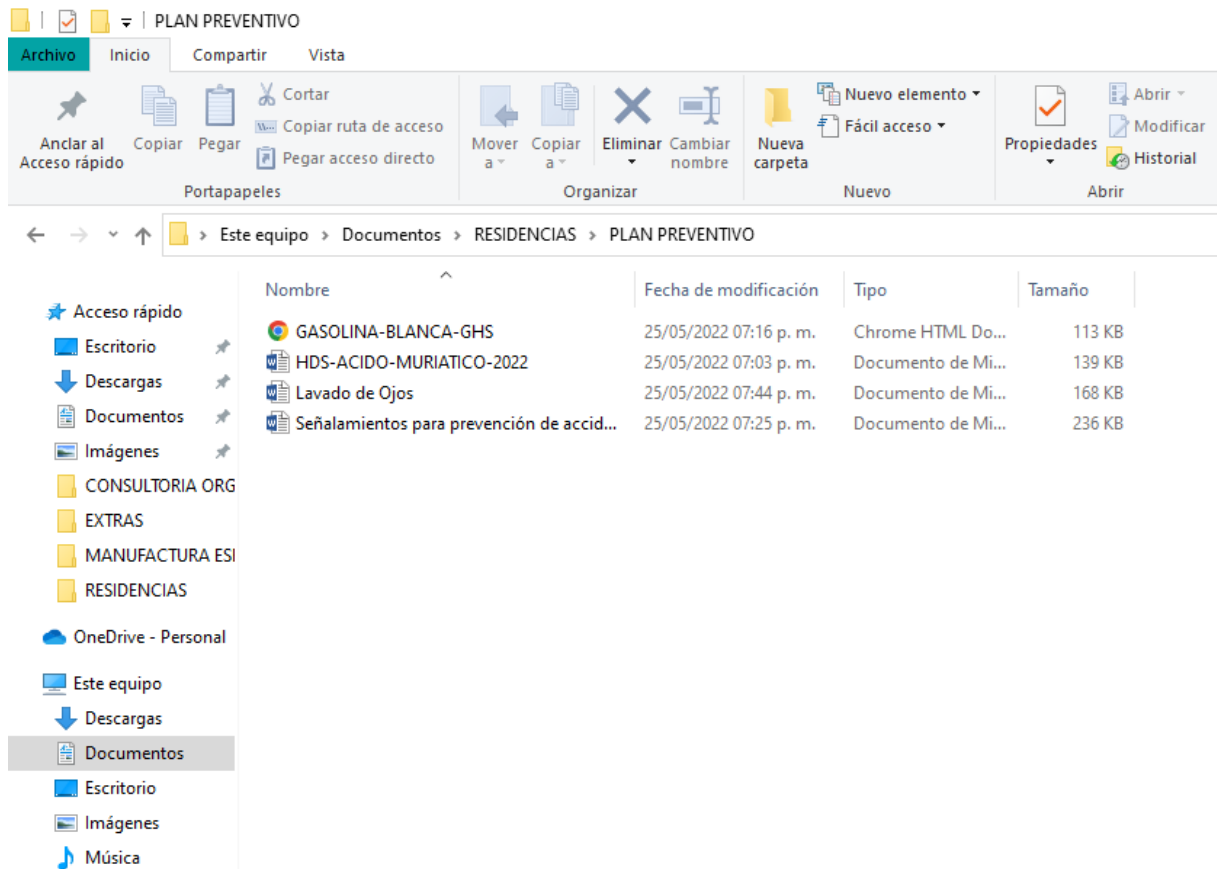 PLAN PREVENTIVO
Archivo Inicio Compartir Vista
Anclar al Acceso rápido
Copiar
Pegar
Cortar
Copiar ruta de acceso
Pegar acceso directo
Portapapeles
Mover a
Copiar a
Eliminar
Cambiar nombre
Organizar
Nueva carpeta
Nuevo elemento
Fácil acceso
Nuevo
Propiedades
Abrir
Modificar
Historial
Abrir
Este equipo > Documentos > RESIDENCIAS > PLAN PREVENTIVO
Nombre Fecha de modificación Tipo Tamaño
GASOLINA-BLANCA-GHS 25/05/2022 07:16 p. m. Chrome HTML Do... 113 KB
HDS-ACIDO-MURIATICO-2022 25/05/2022 07:03 p. m. Documento de Mi... 139 KB
Lavado de Ojos 25/05/2022 07:44 p. m. Documento de Mi... 168 KB
Señalamientos para prevención de accid... 25/05/2022 07:25 p. m. Documento de Mi... 236 KB
Acceso rápido
Escritorio
Descargas
Documentos
Imágenes
CONSULTORIA ORG
EXTRAS
MANUFACTURA ESI
RESIDENCIAS
OneDrive - Personal
Este equipo
Descargas
Documentos
Escritorio
Imágenes
Música